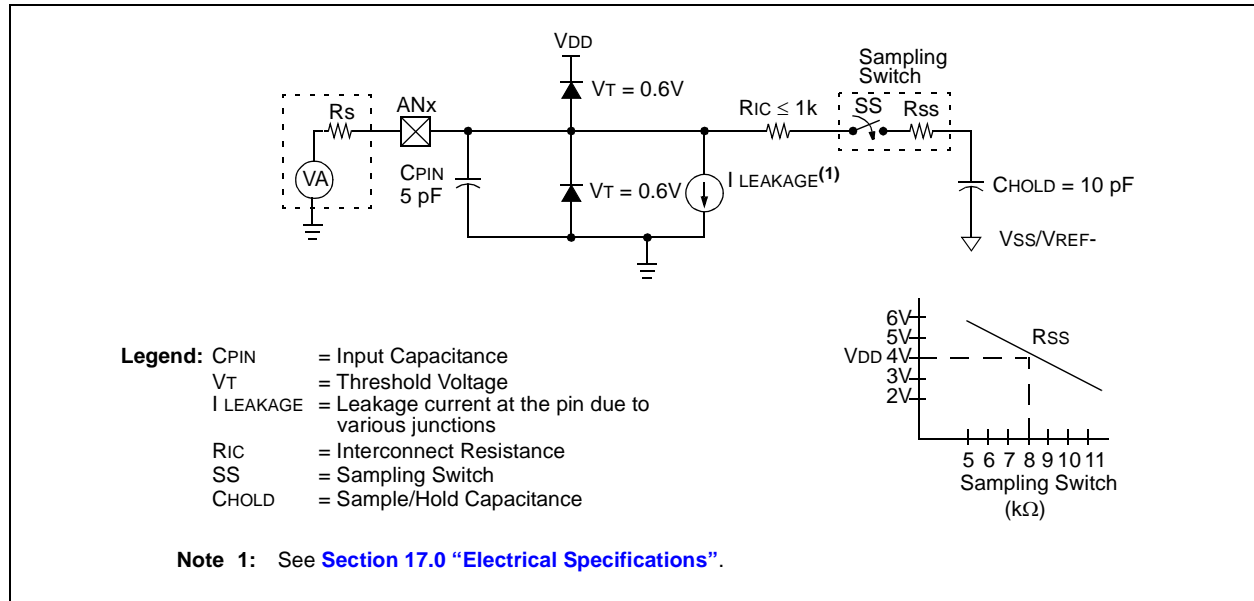 VDD
Sampling
Switch
VT = 0.6V
Rs
ANx
RIC ≤ 1k
SS
Rss
VA
CPIN
5 pF
VT = 0.6V
I LEAKAGE(1)
CHOLD = 10 pF
VSS/VREF-
6V
5V
VDD 4V
3V
2V
RSS
5 6 7 8 9 10 11
Sampling Switch
(kΩ)
Legend: CPIN = Input Capacitance
VT = Threshold Voltage
I LEAKAGE = Leakage current at the pin due to
various junctions
RIC = Interconnect Resistance
SS = Sampling Switch
CHOLD = Sample/Hold Capacitance
Note 1: See Section 17.0 “Electrical Specifications”.